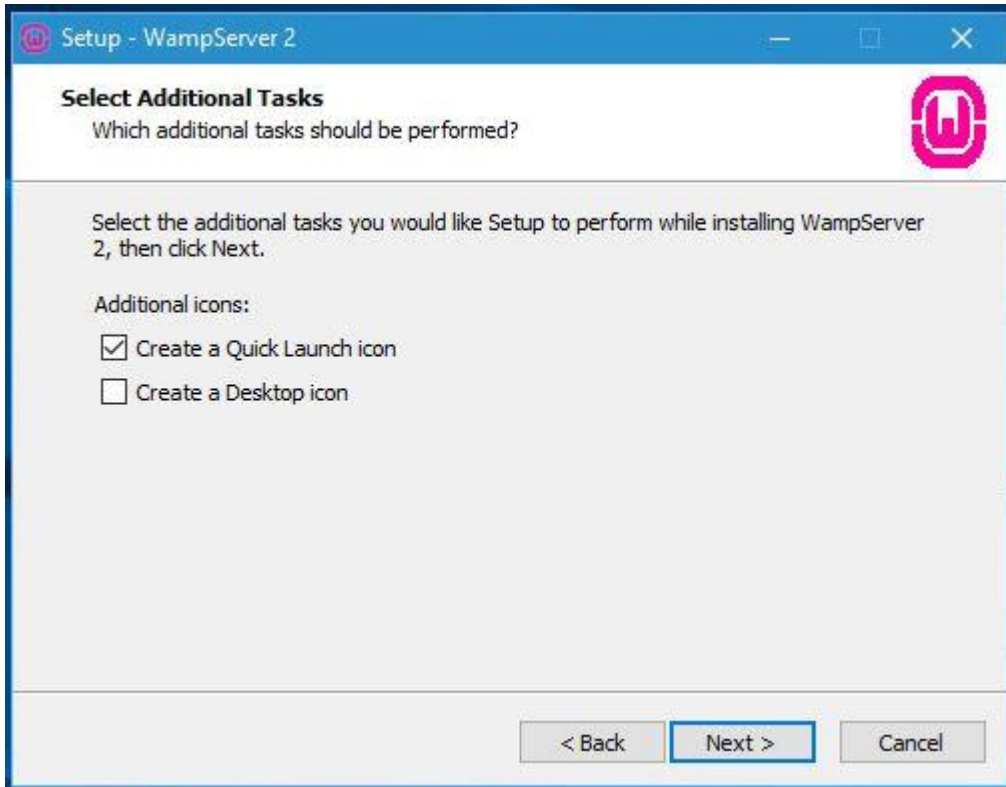 Setup - WampServer 2
Select Additional Tasks
Which additional tasks should be performed?
W
Select the additional tasks you would like Setup to perform while installing WampServer
2, then click Next.
Additional icons:
Create a Quick Launch icon
Create a Desktop icon
< Back
Next >
Cancel